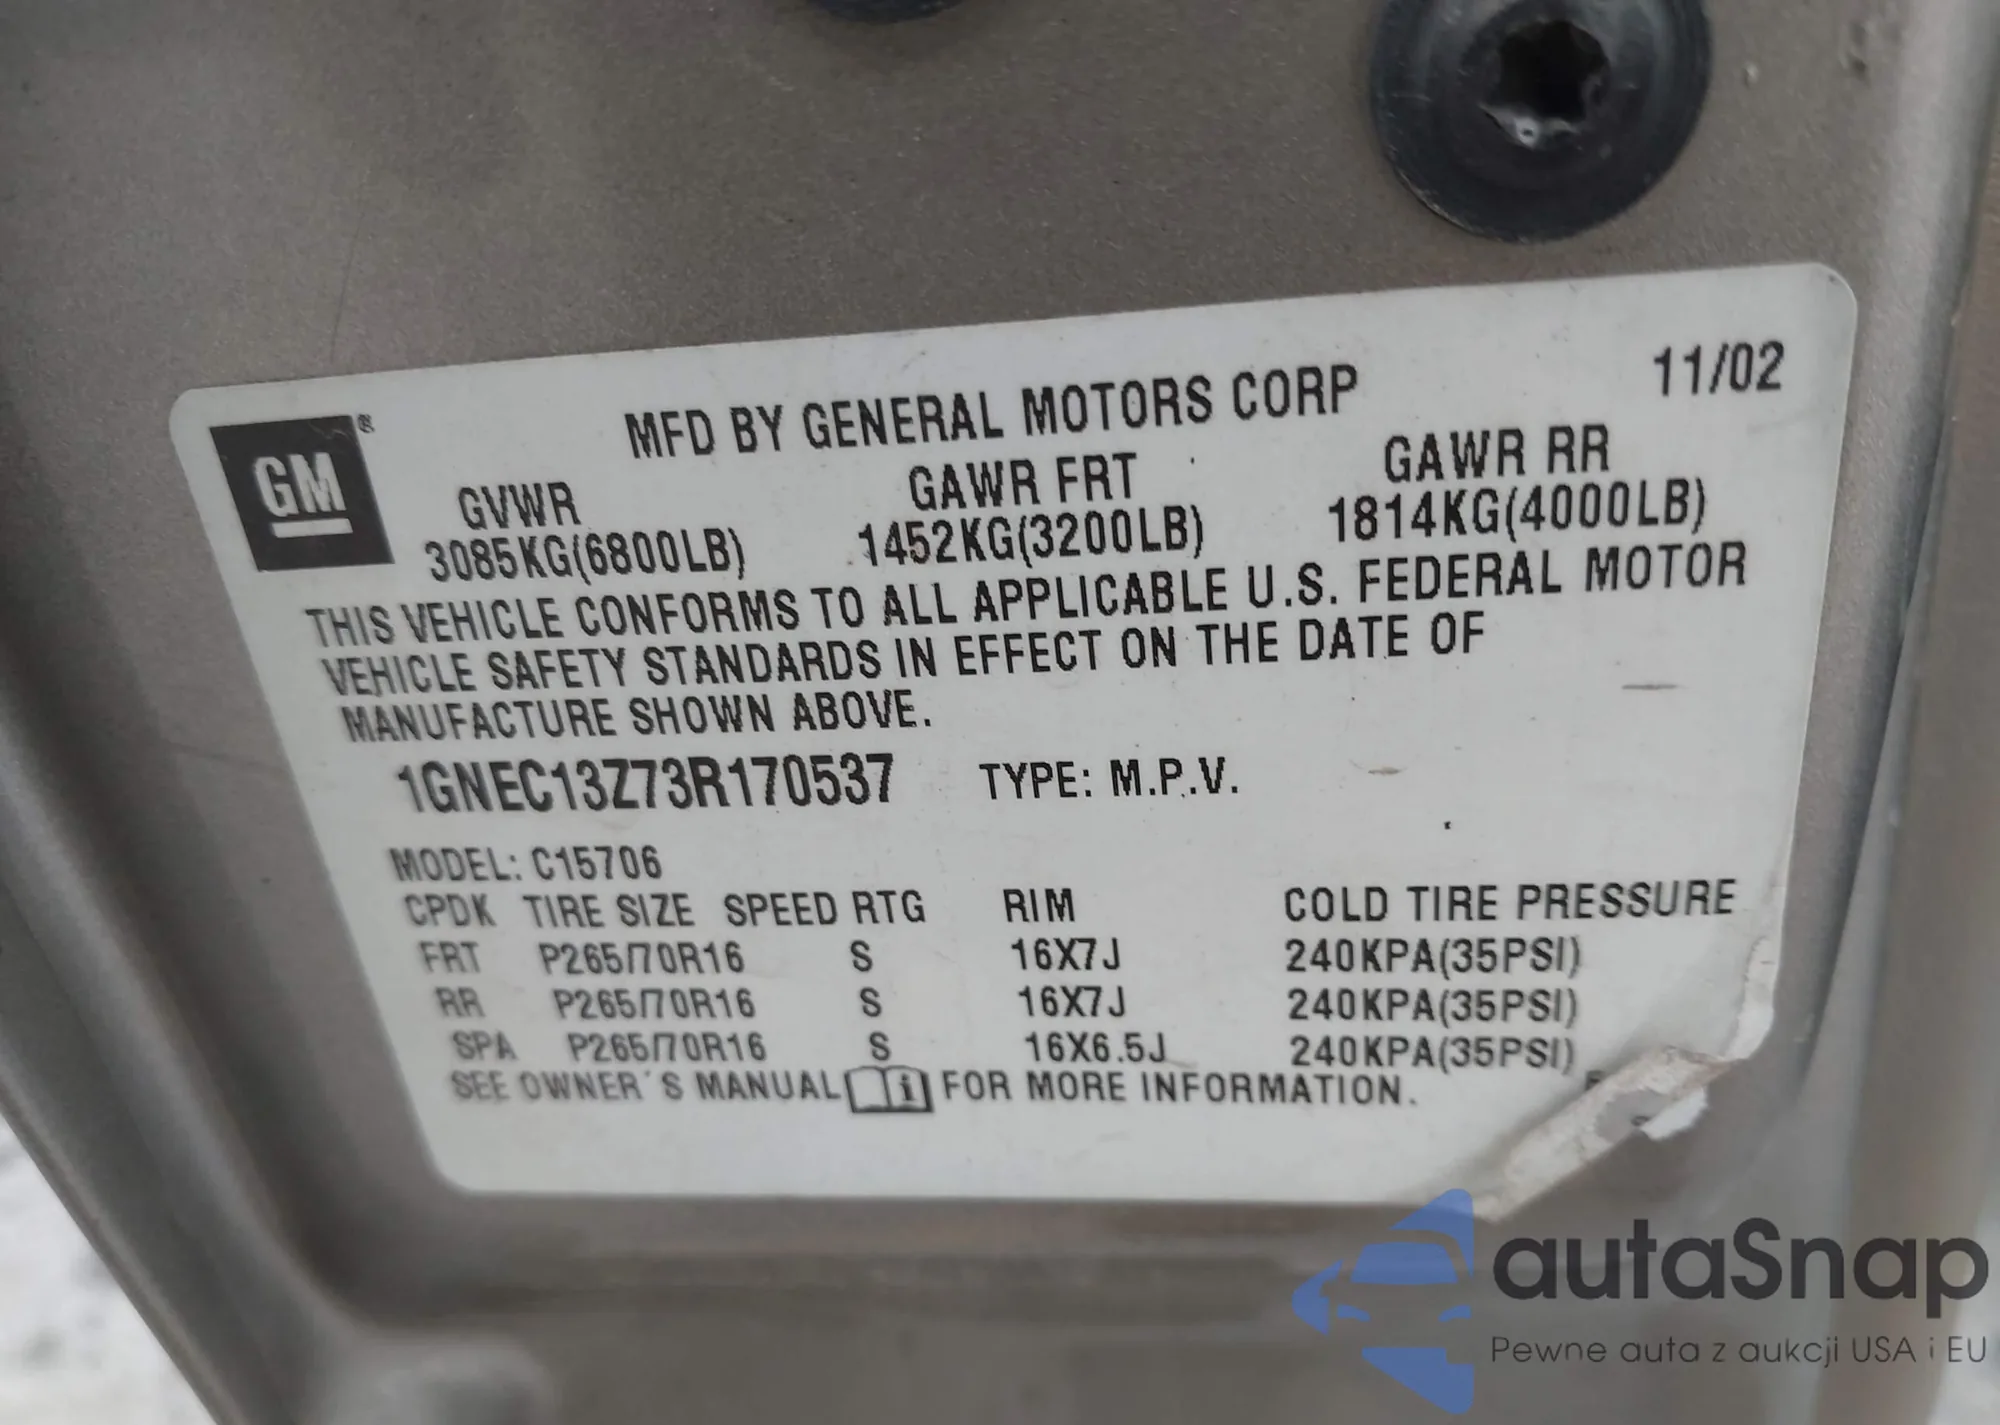 11/02
MFD BY GENERAL MOTORS CORP
GM®
GVWR GAWR FRT GAWR RR
3085KG(6800LB) 1452KG(3200LB) 1814KG(4000LB)
THIS VEHICLE CONFORMS TO ALL APPLICABLE U.S. FEDERAL MOTOR
VEHICLE SAFETY STANDARDS IN EFFECT ON THE DATE OF
MANUFACTURE SHOWN ABOVE.
1GNEC13Z73R170537 TYPE: M.P.V.
MODEL: C15706
CPDK TIRE SIZE SPEED RTG RIM COLD TIRE PRESSURE
FRT P265/70R16 S 16X7J 240KPA(35PSI)
RR P265/70R16 S 16X7J 240KPA(35PSI)
SPA P265/70R16 S 16X6.5J 240KPA(35PSI)
SEE OWNER'S MANUAL FOR MORE INFORMATION.
autaSnap
Pewne auta z aukcji USA i EU